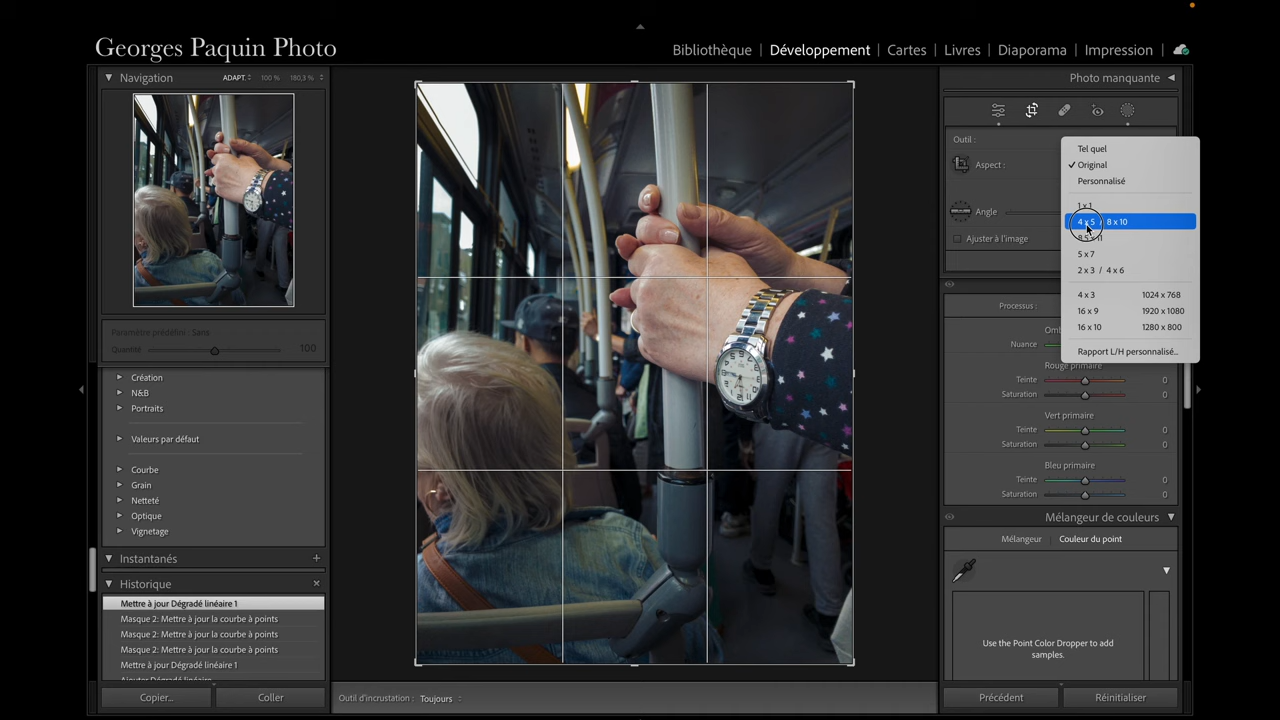 Georges Paquin Photo
Bibliothèque | Développement | Cartes | Livres | Diaporama | Impression |
Navigation
ADAPT. 100 % 180,3 %
Paramètre prédéfini : Sans
Quantité 100
Création
N&B
Portraits
Valeurs par défaut
Courbe
Grain
Netteté
Optique
Vignetage
Instantanés +
Historique ×
Mettre à jour Dégradé linéaire 1
Masque 2: Mettre à jour la courbe à points
Masque 2: Mettre à jour la courbe à points
Masque 2: Mettre à jour la courbe à points
Mettre à jour Dégradé linéaire 1
Ajouter Dégradé linéaire
Copier...
Coller
Outil d'incrustation : Toujours
Photo manquante
Outil :
Aspect :
Angle
Ajuster à l'image
Tel quel
Original
Personnalisé
1 x 1
4 x 5 / 8 x 10
8.5 x 11
5 x 7
2 x 3 / 4 x 6
4 x 3 1024 x 768
16 x 9 1920 x 1080
16 x 10 1280 x 800
Rapport L/H personnalisé...
Processus :
Nuance
Rouge primaire
Teinte 0
Saturation 0
Vert primaire
Teinte 0
Saturation 0
Bleu primaire
Teinte 0
Saturation 0
Mélangeur de couleurs
Mélangeur | Couleur du point
Use the Point Color Dropper to add
samples.
Précédent
Réinitialiser